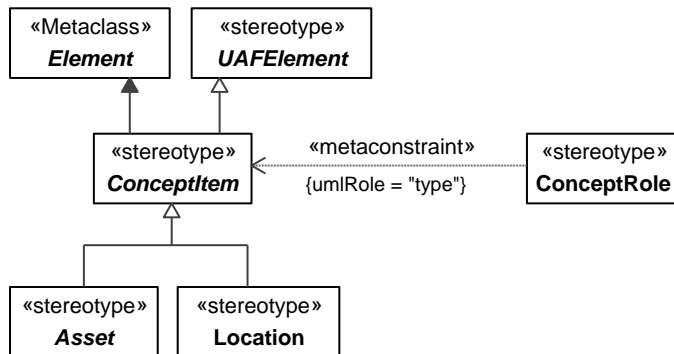 «Metaclass»
Element
«stereotype»
UAFElement
«stereotype»
ConceptItem
«metaconstraint»
{umlRole = "type"}
«stereotype»
ConceptRole
«stereotype»
Asset
«stereotype»
Location